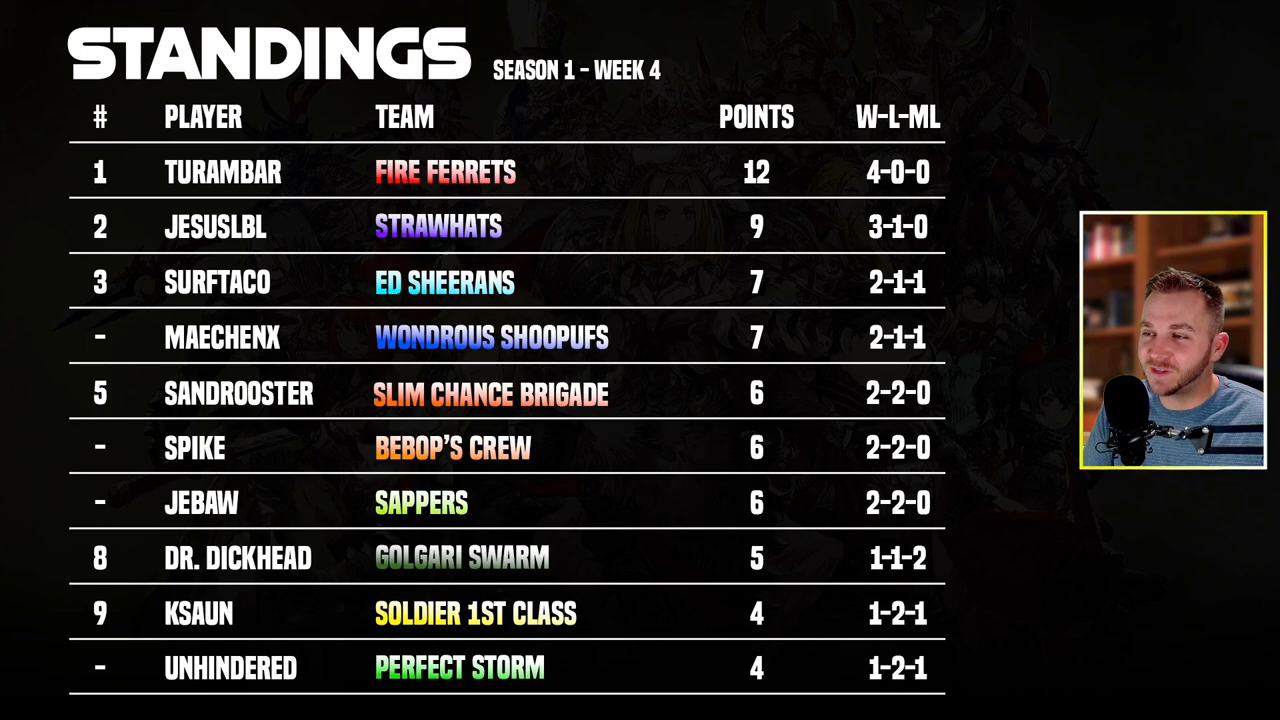 STANDINGS SEASON 1 - WEEK 4
# PLAYER TEAM POINTS W-L-ML
1 TURAMBAR FIRE FERRETS 12 4-0-0
2 JESUSLBL STRAWHATS 9 3-1-0
3 SURFTACO ED SHEERANS 7 2-1-1
- MAECHENX WONDROUS SHOOPUFS 7 2-1-1
5 SANDROOSTER SLIM CHANCE BRIGADE 6 2-2-0
- SPIKE BEBOP'S CREW 6 2-2-0
- JEBAW SAPPERS 6 2-2-0
8 DR. DICKHEAD GOLGARI SWARM 5 1-1-2
9 KSAUN SOLDIER 1ST CLASS 4 1-2-1
- UNHINDERED PERFECT STORM 4 1-2-1